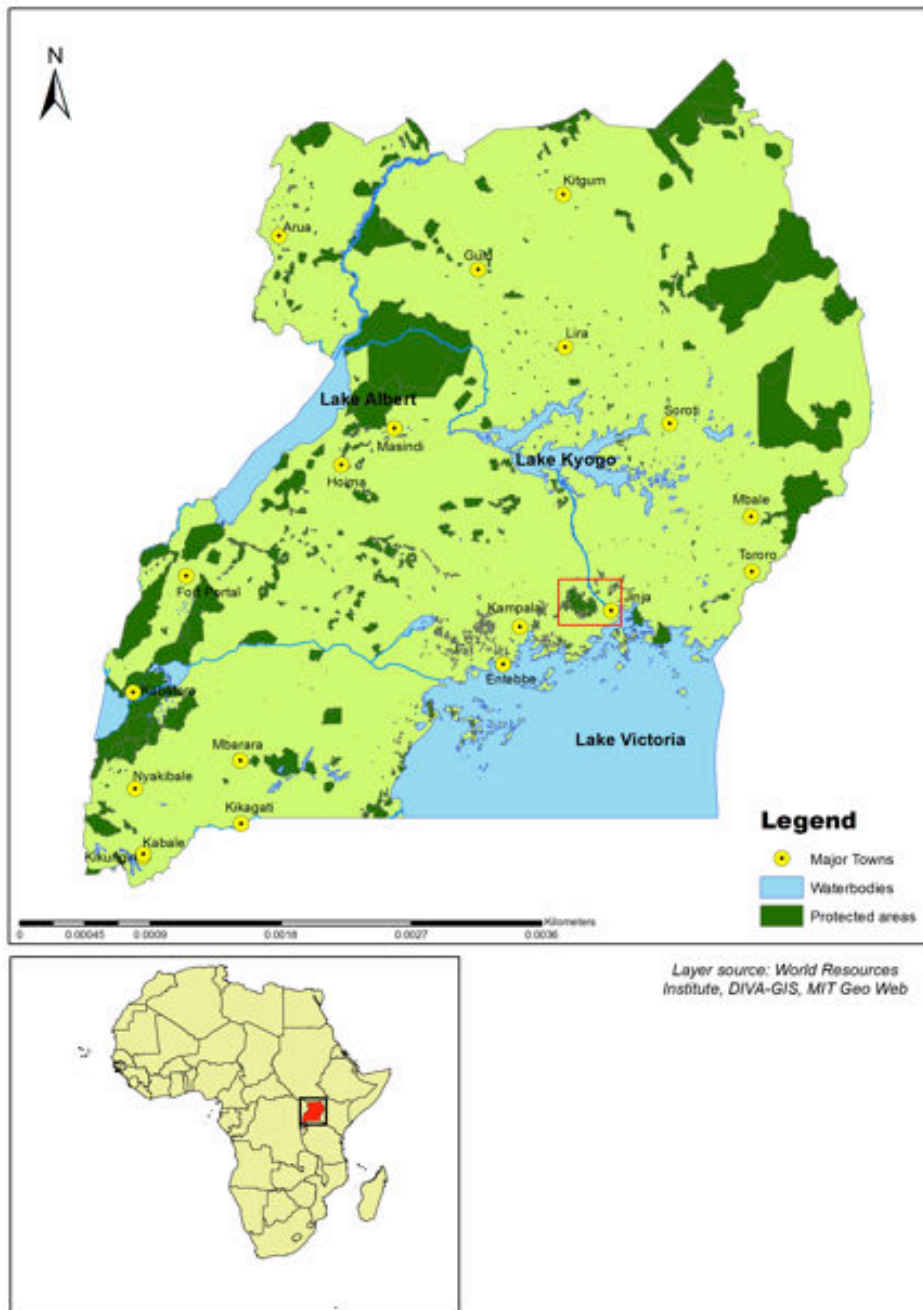 N
Kitgum
Arua
Gulu
Lira
Lake Albert
Soroti
Masindi
Lake Kyogo
Hoima
Mbale
Tororo
Fort Portal
Jinja
Kampala
Entebbe
Lake Victoria
Mbarara
Nyakibale
Kikagati
Kabale
Legend
Major Towns
Waterbodies
Protected areas
Kilometers
0 0.00045 0.0009 0.0018 0.0027 0.0036
Layer source: World Resources
Institute, DIVA-GIS, MIT Geo Web